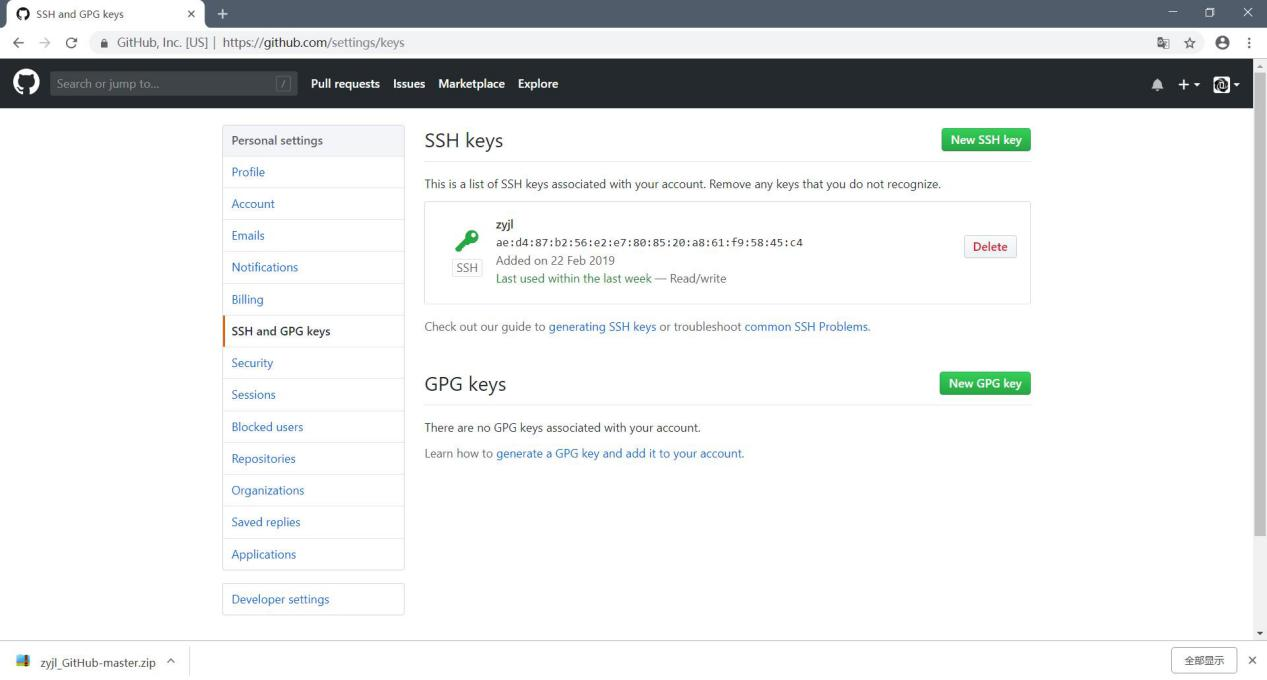 SSH and GPG keys
GitHub, Inc. [US] | https://github.com/settings/keys
Search or jump to... /
Pull requests Issues Marketplace Explore
Personal settings
Profile
Account
Emails
Notifications
Billing
SSH and GPG keys
Security
Sessions
Blocked users
Repositories
Organizations
Saved replies
Applications
Developer settings
SSH keys
New SSH key
This is a list of SSH keys associated with your account. Remove any keys that you do not recognize.
SSH
zyjl
ae:d4:87:b2:56:e2:e7:80:85:20:a8:61:f9:58:45:c4
Added on 22 Feb 2019
Last used within the last week — Read/write
Delete
Check out our guide to generating SSH keys or troubleshoot common SSH Problems.
GPG keys
New GPG key
There are no GPG keys associated with your account.
Learn how to generate a GPG key and add it to your account.
zyjl_GitHub-master.zip
全部显示